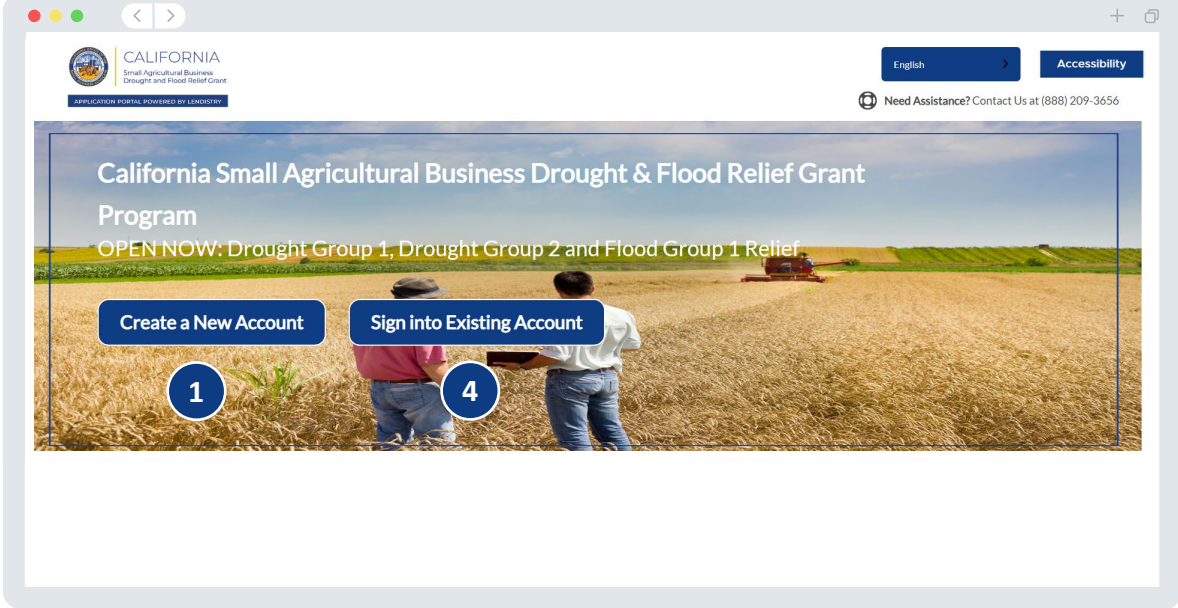 CALIFORNIA
Small Agricultural Business
Drought and Flood Relief Grant
APPLICATION PORTAL POWERED BY LENDISTRY
English
Accessibility
Need Assistance? Contact Us at (888) 209-3656
California Small Agricultural Business Drought & Flood Relief Grant
Program
OPEN NOW: Drought Group 1, Drought Group 2 and Flood Group 1 Relief
Create a New Account
Sign into Existing Account
1
4